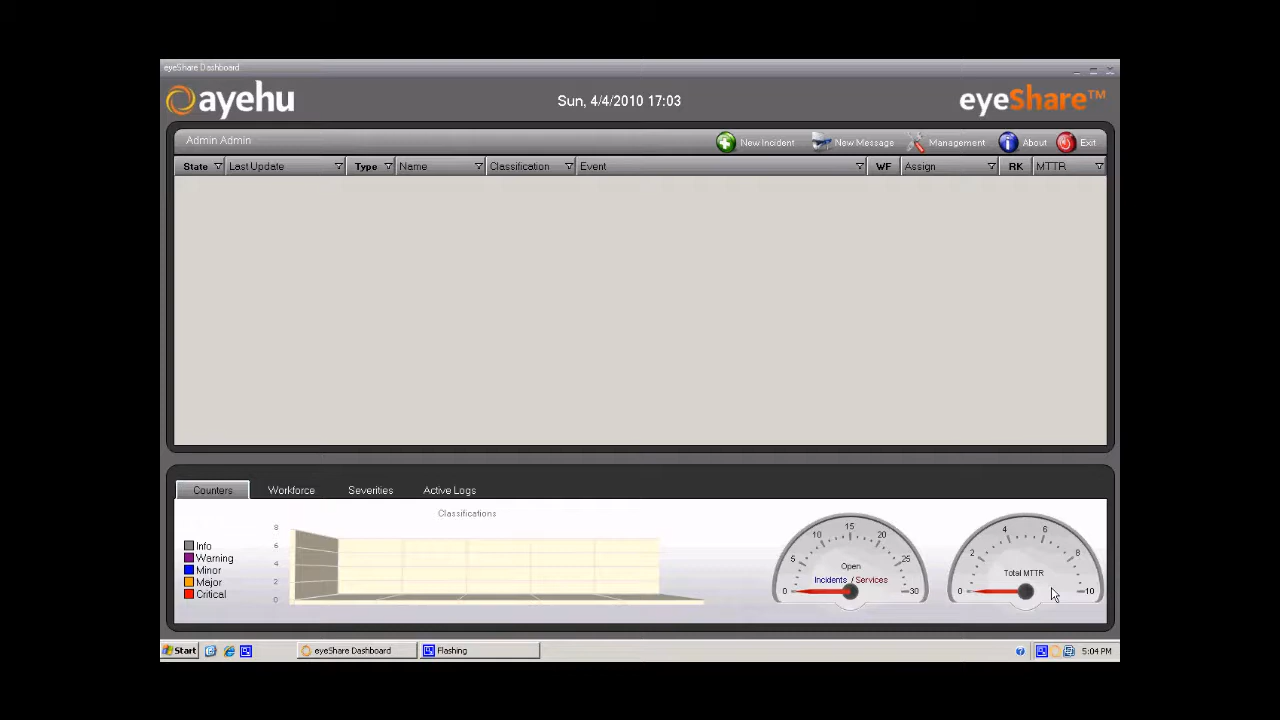 eyeShare Dashboard
ayehu
Sun, 4/4/2010 17:03
eyeShare™
Admin Admin
New Incident
New Message
Management
About
Exit
State
Last Update
Type
Name
Classification
Event
WF
Assign
RK
MTTR
Counters
Workforce
Severities
Active Logs
Classifications
Info
Warning
Minor
Major
Critical
8
6
4
2
0
0
5
10
15
20
25
30
Open
Incidents / Services
0
2
4
6
8
10
Total MTTR
Start
eyeShare Dashboard
Flashing
5:04 PM